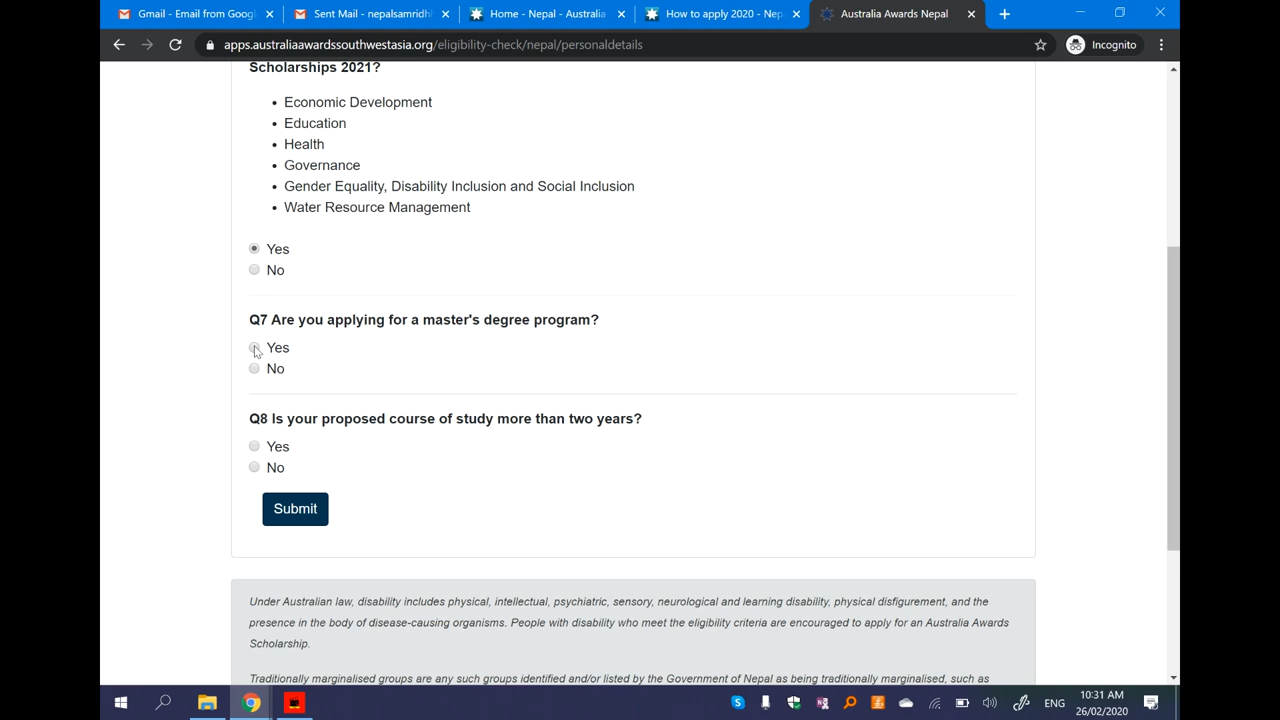 Gmail - Email from Googl
Sent Mail - nepalsamridhi
Home - Nepal - Australia
How to apply 2020 - Nep
Australia Awards Nepal
apps.australiaawardssouthwestasia.org/eligibility-check/nepal/personaldetails
Incognito
Scholarships 2021?
• Economic Development
• Education
• Health
• Governance
• Gender Equality, Disability Inclusion and Social Inclusion
• Water Resource Management
Yes
No
Q7 Are you applying for a master's degree program?
Yes
No
Q8 Is your proposed course of study more than two years?
Yes
No
Submit
Under Australian law, disability includes physical, intellectual, psychiatric, sensory, neurological and learning disability, physical disfigurement, and the
presence in the body of disease-causing organisms. People with disability who meet the eligibility criteria are encouraged to apply for an Australia Awards
Scholarship.
Traditionally marginalised groups are any such groups identified and/or listed by the Government of Nepal as being traditionally marginalised, such as
ENG
10:31 AM
26/02/2020